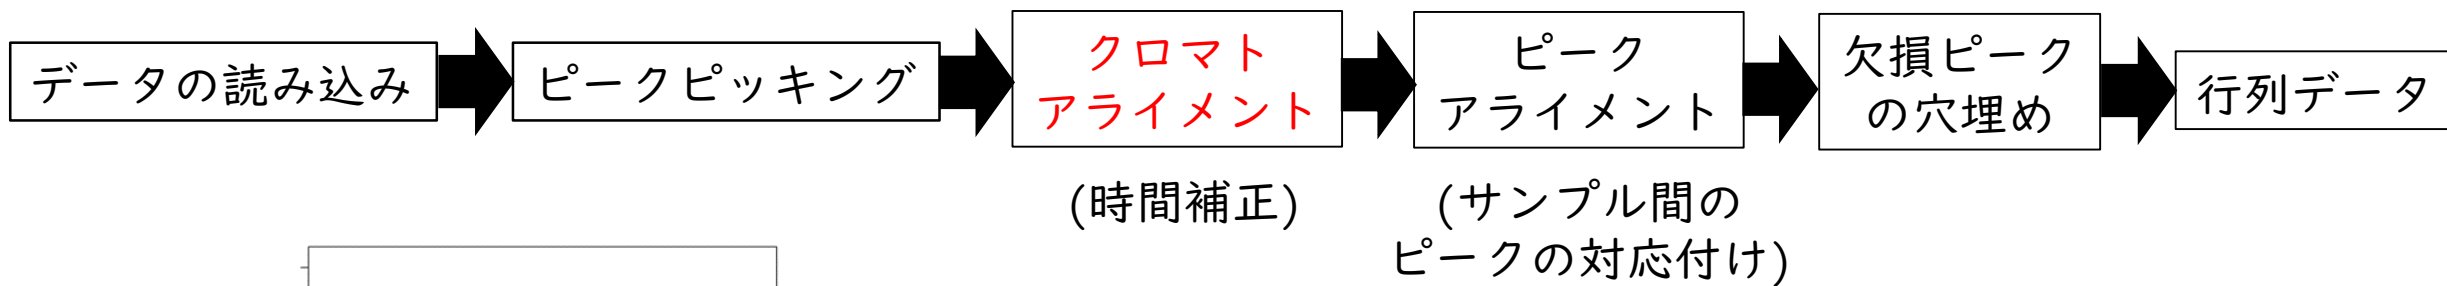 データの読み込み
ピークピッキング
クロマト
アライメント
ピーク
アライメント
欠損ピーク
の穴埋め
行列データ
(時間補正)
(サンプル間の
ピークの対応付け)